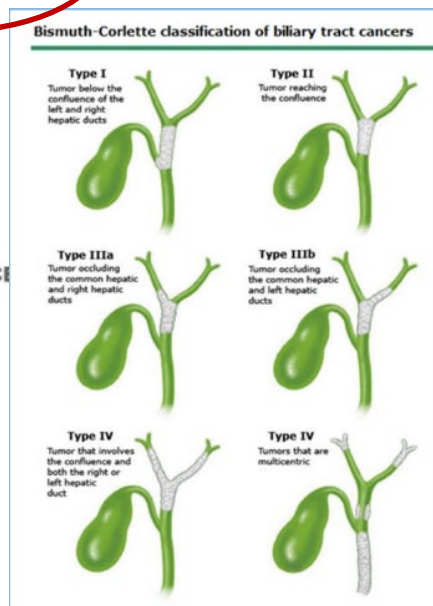 Bismuth-Corlette classification of biliary tract cancers
Type I
Tumor below the
confluence of the
left and right
hepatic ducts
Type II
Tumor reaching
the confluence
Type IIIa
Tumor occluding
the common hepatic
and right hepatic
ducts
Type IIIb
Tumor occluding
the common hepatic
and left hepatic
ducts
Type IV
Tumor that involves
the confluence and
both the right or
left hepatic
duct
Type IV
Tumors that are
multicentric